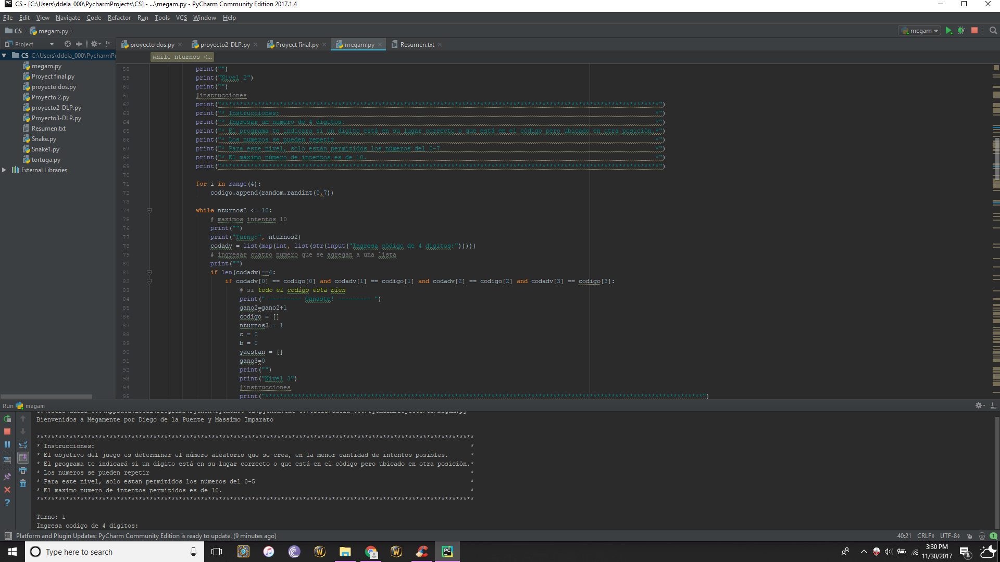 CS - [C:\Users\ddela_000\PycharmProjects\CS] - ...\megam.py - PyCharm Community Edition 2017.1.4
File Edit View Navigate Code Refactor Run Tools VCS Window Help
CS megam.py megam
Project proyecto dos.py proyecto2-DLP.py Proyect final.py megam.py Resumen.txt
CS C:\Users\ddela_000\PycharmPr
megam.py
Proyect final.py
proyecto dos.py
Proyecto 2.py
proyecto2-DLP.py
Proyecto3-DLP.py
Resumen.txt
Snake.py
Snake1.py
tortuga.py
External Libraries
while nturnos <...
58 print("")
59 print("Nivel 2")
60 print("")
61 #instrucciones
62 print("************************************************************************************************************************")
63 print("* Instrucciones: *")
64 print("* Ingresar un numero de 4 digitos. *")
65 print("* El programa te indicara si un digito está en su lugar correcto o que está en el código pero ubicado en otra posición.*")
66 print("* Los numeros se pueden repetir *")
67 print("* Para este nivel, solo están permitidos los números del 0-7 *")
68 print("* El máximo número de intentos es de 10. *")
69 print("************************************************************************************************************************")
70
71 for i in range(4):
72 codigo.append(random.randint(0,7))
73
74 while nturnos2 <= 10:
75 # maximos intentos 10
76 print("")
77 print("Turno:", nturnos2)
78 codadv = list(map(int, list(str(input("Ingresa código de 4 digitos:")))))
79 # ingresar cuatro numero que se agregan a una lista
80 print("")
81 if len(codadv)==4:
82 if codadv[0] == codigo[0] and codadv[1] == codigo[1] and codadv[2] == codigo[2] and codadv[3] == codigo[3]:
83 # si todo el codigo esta bien
84 print(" --------- Ganaste! --------- ")
85 gano2=gano2+1
86 codigo = []
87 nturnos3 = 1
88 c = 0
89 b = 0
90 yaestan = []
91 gano3=0
92 print("")
93 print("Nivel 3")
94 #instrucciones
95 print("************************************************************************************************************************")
Run megam
C:\Users\ddela_000\AppData\Local\Programs\Python\Python36-32\python.exe C:/Users/ddela_000/PycharmProjects/CS/megam.py
Bienvenidos a Megamente por Diego de la Puente y Massimo Imparato
************************************************************************************************************************
* Instrucciones: *
* El objetivo del juego es determinar el número aleatorio que se crea, en la menor cantidad de intentos posibles. *
* El programa te indicará si un dígito está en su lugar correcto o que está en el código pero ubicado en otra posición.*
* Los numeros se pueden repetir *
* Para este nivel, solo estan permitidos los números del 0-5 *
* El maximo numero de intentos permitidos es de 10. *
************************************************************************************************************************
Turno: 1
Ingresa codigo de 4 digitos:
Platform and Plugin Updates: PyCharm Community Edition is ready to update. (9 minutes ago) 40:21 CRLF UTF-8 1
Type here to search
3:30 PM
11/30/2017
8